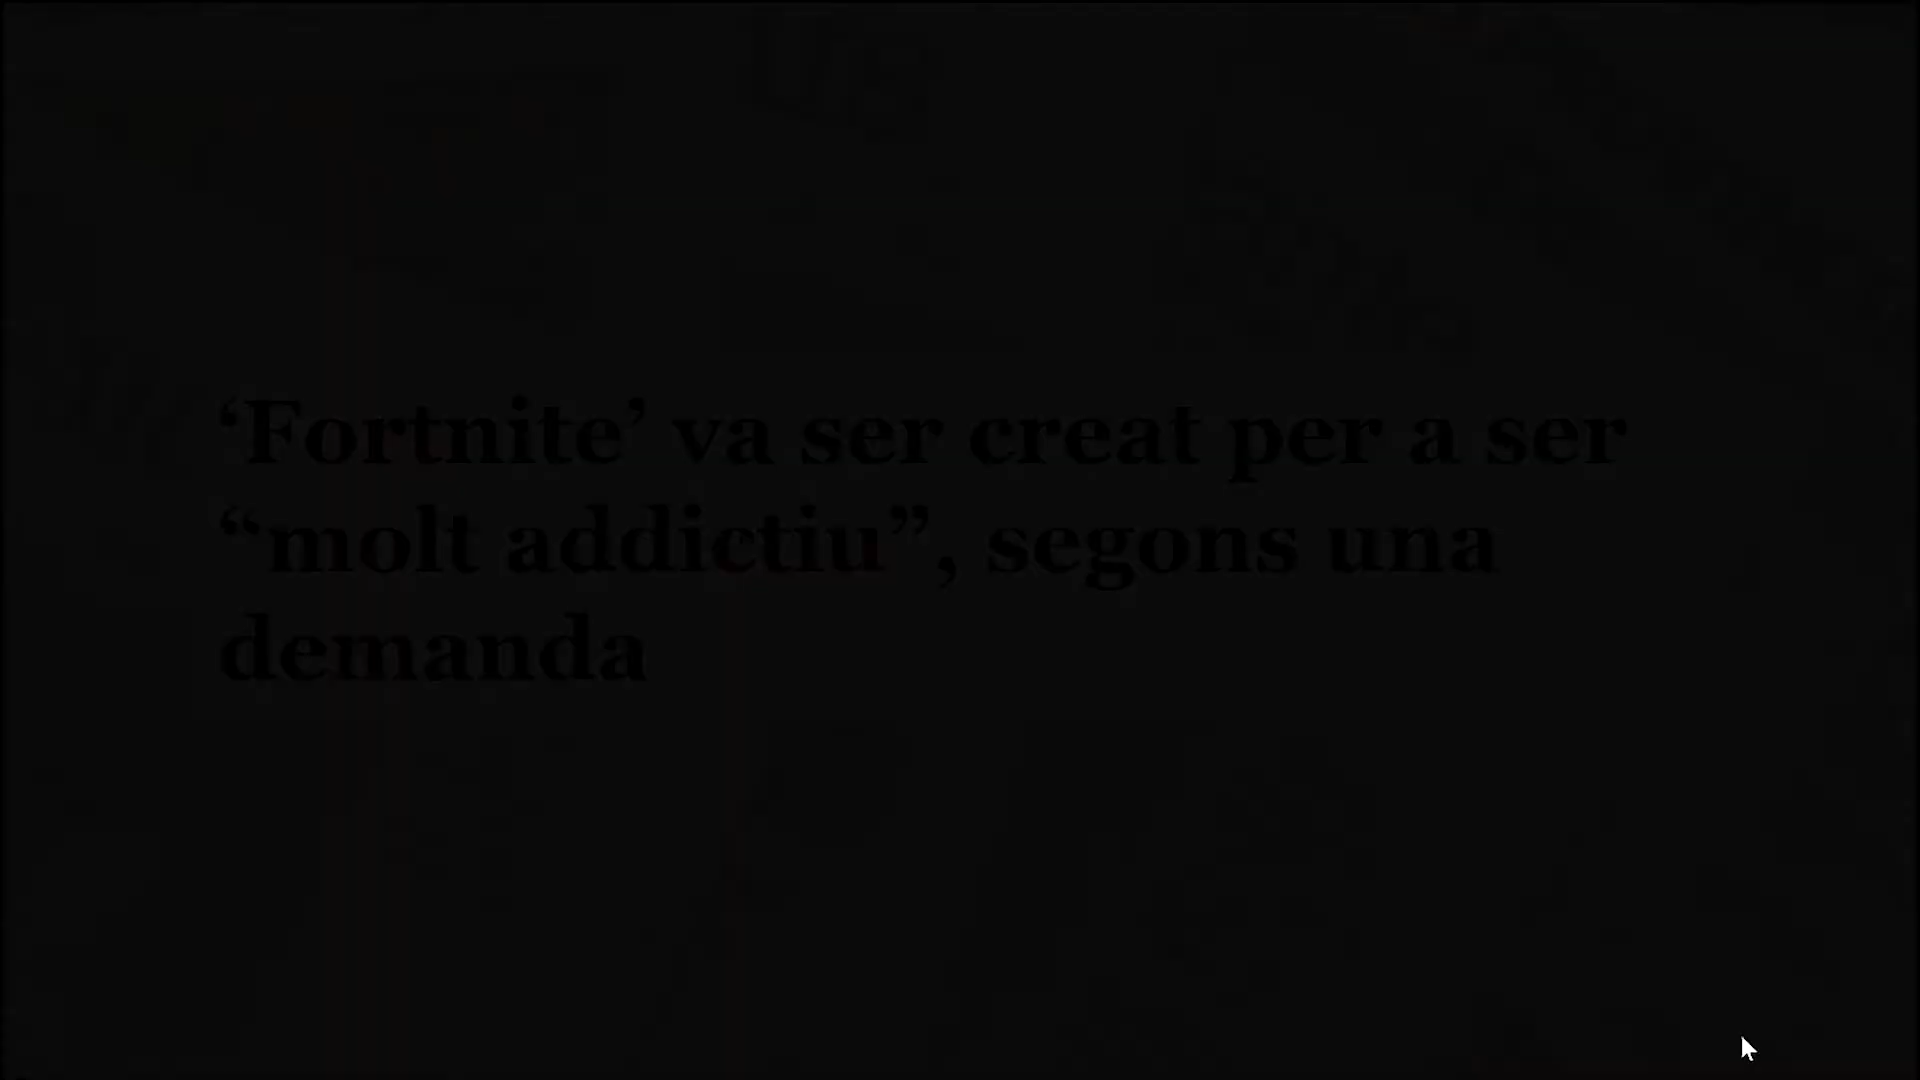 ‘Fortnite’ va ser creat per a ser
“molt addictiu”, segons una
demanda